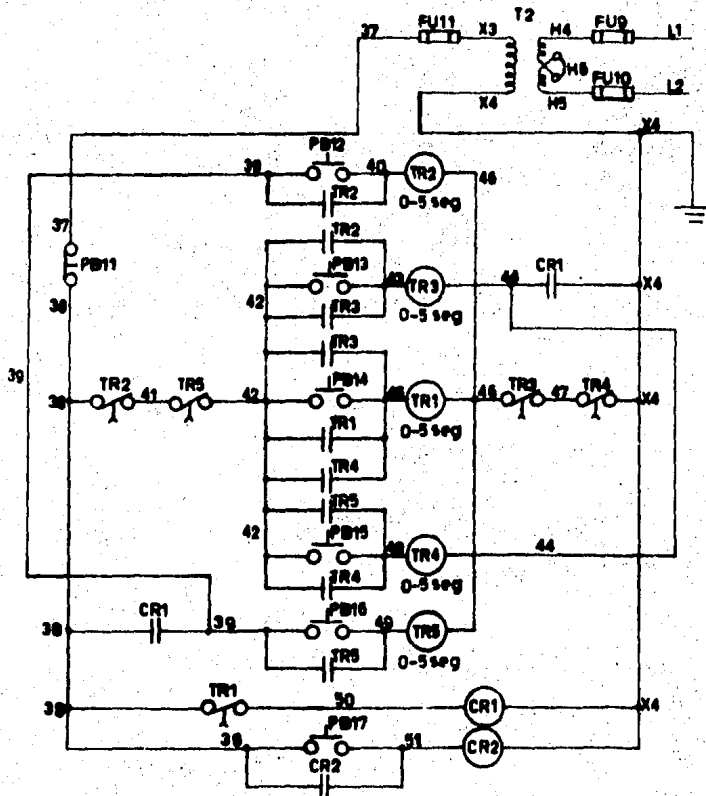 T2
37 FU11 X3 H4 FU9 L1
H6
FU10
X4 H5 L2
X4
PB12
39 40 TR2 46
TR2 0-5 seg
37 TR2
PB11 PB13 CR1
42 43 TR3 44 X4
38 TR3 0-5 seg
TR3
39
TR2 TR5 PB14 TR3 TR4
38 41 42 45 TR1 46 47 X4
TR1 0-5 seg
TR4
TR5
42 PB15
48 TR4 44
TR4 0-5 seg
CR1 PB16
38 39 49 TR5
TR5 0-5 seg
TR1
38 50 CR1 X4
PB17
38 51 CR2
CR2